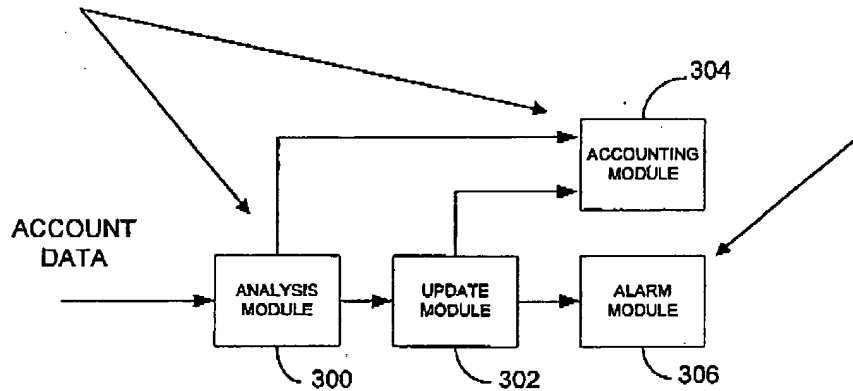 304
ACCOUNTING
MODULE
ACCOUNT
DATA
ANALYSIS
MODULE
UPDATE
MODULE
ALARM
MODULE
300
302
306